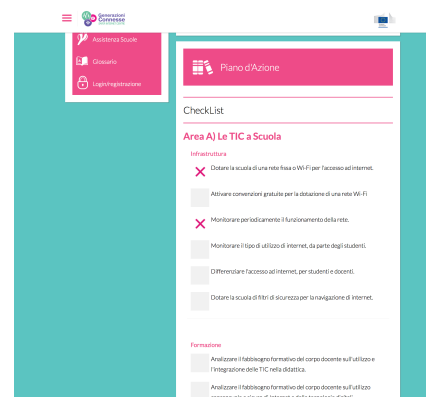 Generazioni
Connesse
Assistenza Scuole
Glossario
Login/registrazione
Piano d'Azione
CheckList
Area A) Le TIC a Scuola
Infrastruttura
Dotare la scuola di una rete fissa o Wi-Fi per l'accesso ad internet.
Attivare convenzioni gratuite per la dotazione di una rete Wi-Fi
Monitorare periodicamente il funzionamento della rete.
Monitorare il tipo di utilizzo di internet, da parte degli studenti.
Differenziare l'accesso ad internet, per studenti e docenti.
Dotare la scuola di filtri di sicurezza per la navigazione di internet.
Formazione
Analizzare il fabbisogno formativo del corpo docente sull'utilizzo e
l'integrazione delle TIC nella didattica.
Analizzare il fabbisogno formativo del corpo docente sull'utilizzo